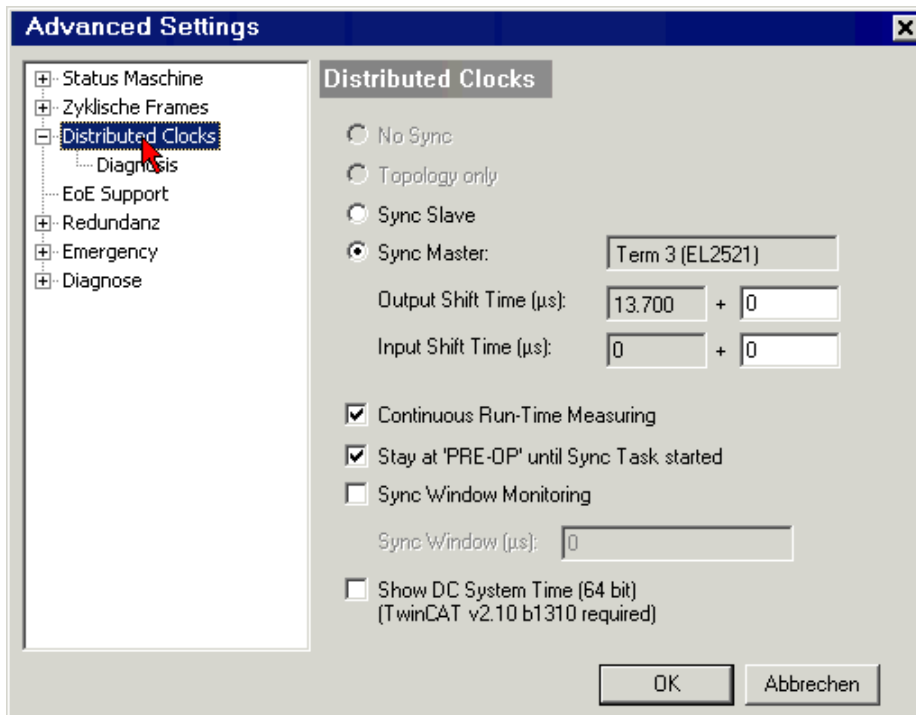 Advanced Settings
Status Maschine
Zyklische Frames
Distributed Clocks
Diagnosis
EoE Support
Redundanz
Emergency
Diagnose
Distributed Clocks
No Sync
Topology only
Sync Slave
Sync Master: Term 3 (EL2521)
Output Shift Time (µs): 13.700 + 0
Input Shift Time (µs): 0 + 0
Continuous Run-Time Measuring
Stay at 'PRE-OP' until Sync Task started
Sync Window Monitoring
Sync Window (µs): 0
Show DC System Time (64 bit)
(TwinCAT v2.10 b1310 required)
OK Abbrechen